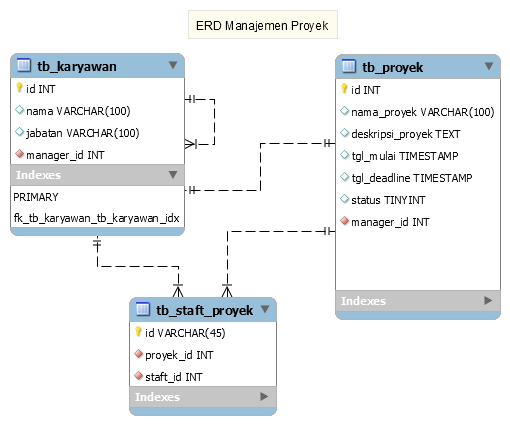 ERD Manajemen Proyek
tb_karyawan
id INT
nama VARCHAR(100)
jabatan VARCHAR(100)
manager_id INT
Indexes
PRIMARY
fk_tb_karyawan_tb_karyawan_idx
tb_proyek
id INT
nama_proyek VARCHAR(100)
deskripsi_proyek TEXT
tgl_mulai TIMESTAMP
tgl_deadline TIMESTAMP
status TINYINT
manager_id INT
Indexes
tb_staft_proyek
id VARCHAR(45)
proyek_id INT
staft_id INT
Indexes